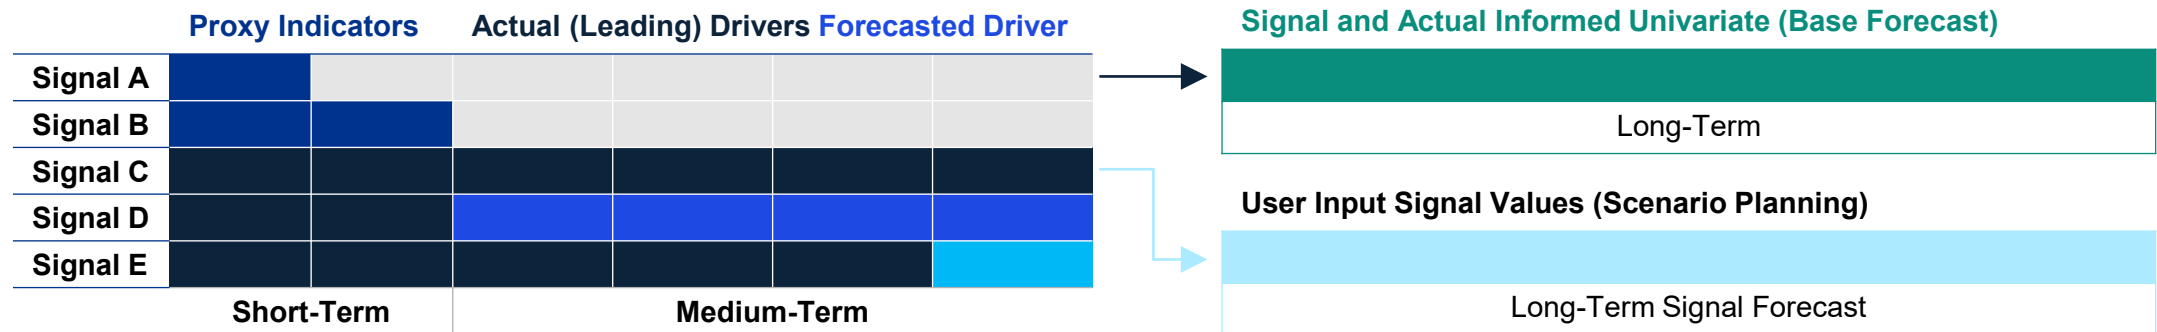 Proxy Indicators Actual (Leading) Drivers Forecasted Driver
Signal A
Signal B
Signal C
Signal D
Signal E
Short-Term Medium-Term
Signal and Actual Informed Univariate (Base Forecast)
Long-Term
User Input Signal Values (Scenario Planning)
Long-Term Signal Forecast